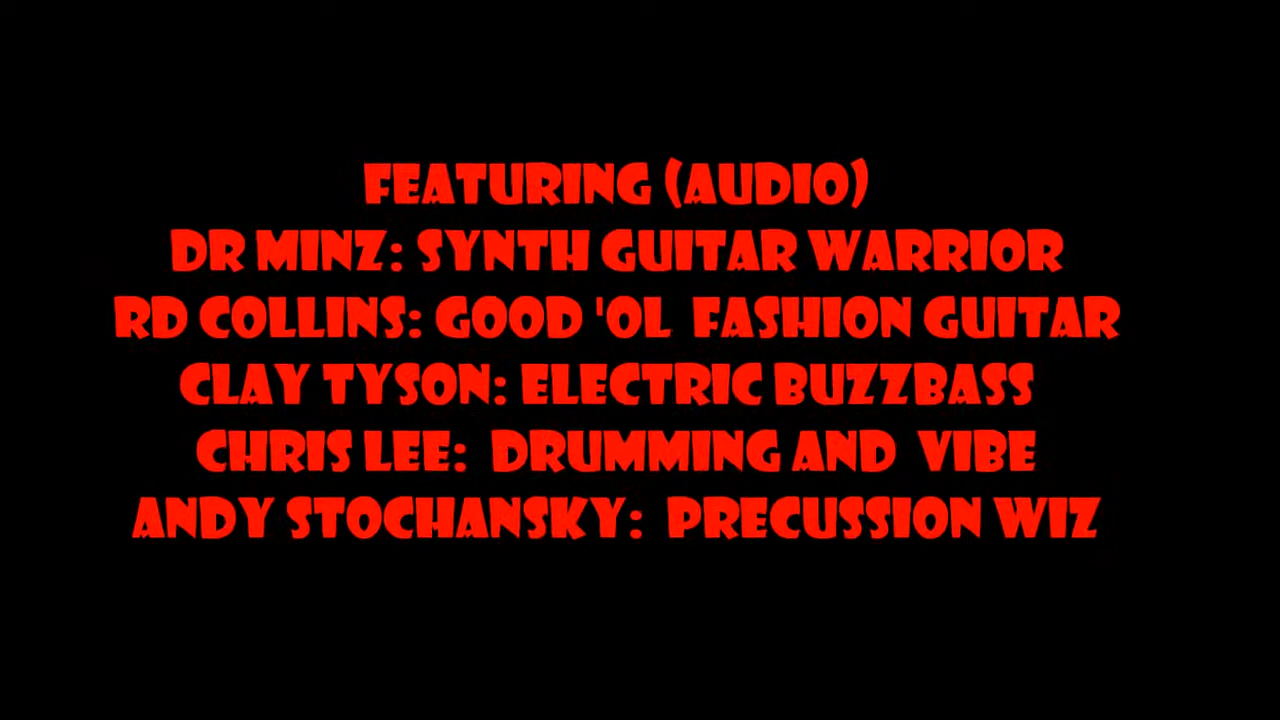 FEATURING (AUDIO)
DR MINZ: SYNTH GUITAR WARRIOR
RD COLLINS: GOOD 'OL FASHION GUITAR
CLAY TYSON: ELECTRIC BUZZBASS
CHRIS LEE: DRUMMING AND VIBE
ANDY STOCHANSKY: PRECUSSION WIZ